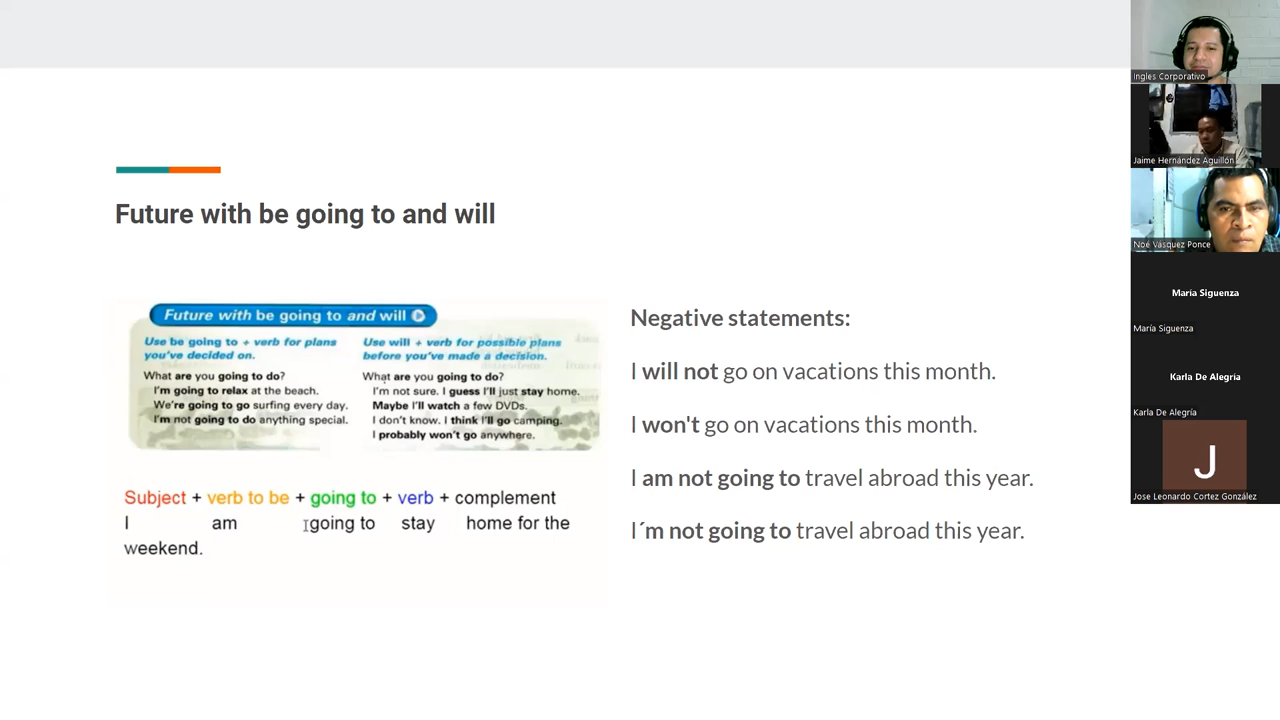 Future with be going to and will
Future with be going to and will
Use be going to + verb for plans
you've decided on.
What are you going to do?
I'm going to relax at the beach.
We're going to go surfing every day.
I'm not going to do anything special.
Use will + verb for possible plans
before you've made a decision.
What are you going to do?
I'm not sure. I guess I'll just stay home.
Maybe I'll watch a few DVDs.
I don't know. I think I'll go camping.
I probably won't go anywhere.
Subject + verb to be + going to + verb + complement
I am going to stay home for the
weekend.
Negative statements:
I will not go on vacations this month.
I won't go on vacations this month.
I am not going to travel abroad this year.
I´m not going to travel abroad this year.
Ingles Corporativo
Jaime Hernández Aguillón
Noé Vásquez Ponce
María Siguenza
María Siguenza
Karla De Alegría
Karla De Alegría
J
Jose Leonardo Cortez González